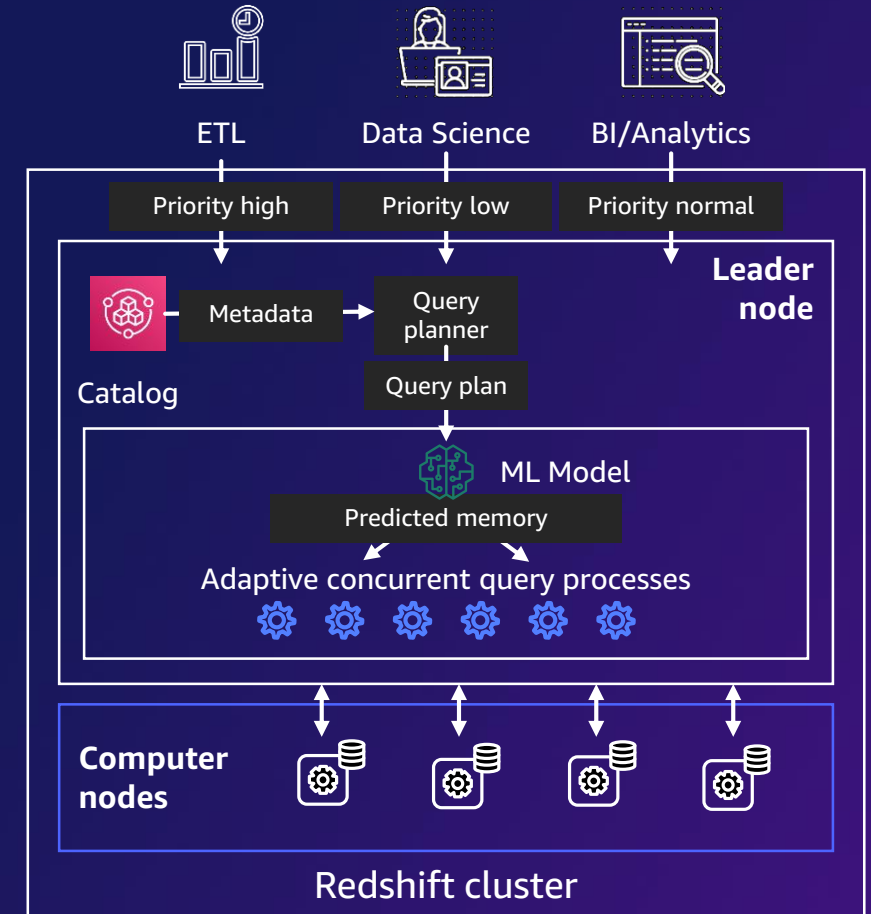 ETL
Data Science
BI/Analytics
Priority high
Priority low
Priority normal
Leader
node
Metadata
Query
planner
Catalog
Query plan
ML Model
Predicted memory
Adaptive concurrent query processes
Computer
nodes
Redshift cluster